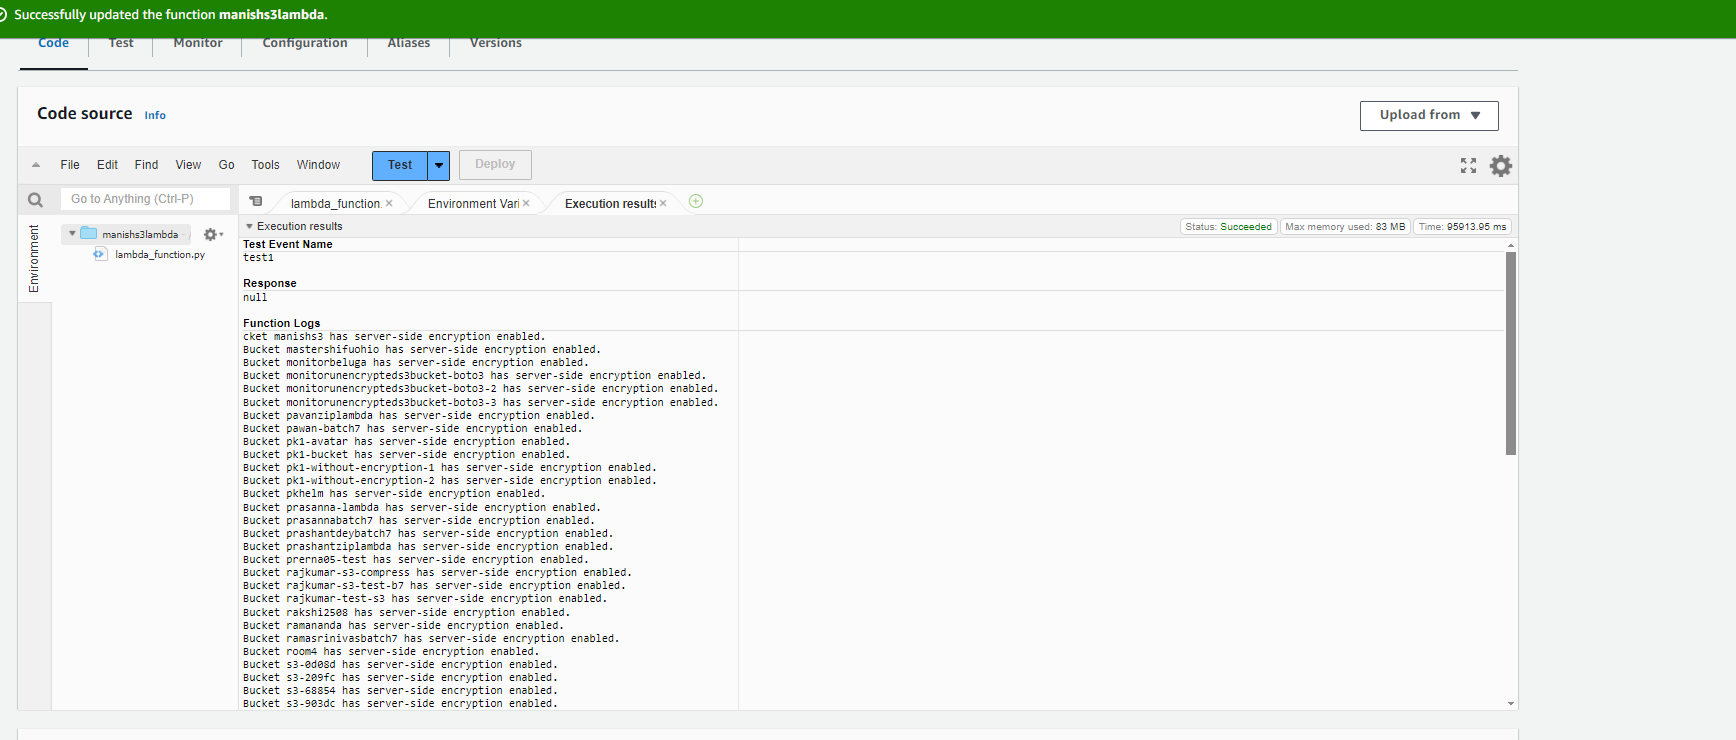 Successfully updated the function manishs3lambda.
Code Test Monitor Configuration Aliases Versions
Code source Info
Upload from
File Edit Find View Go Tools Window Test Deploy
Go to Anything (Ctrl-P)
lambda_function. × Environment Vari × Execution results ×
Environment
manishs3lambda
lambda_function.py
Execution results
Status: Succeeded Max memory used: 83 MB Time: 95913.95 ms
Test Event Name
test1
Response
null
Function Logs
cket manishs3 has server-side encryption enabled.
Bucket mastershifuohio has server-side encryption enabled.
Bucket monitorbeluga has server-side encryption enabled.
Bucket monitorunencrypteds3bucket-boto3 has server-side encryption enabled.
Bucket monitorunencrypteds3bucket-boto3-2 has server-side encryption enabled.
Bucket monitorunencrypteds3bucket-boto3-3 has server-side encryption enabled.
Bucket pavanziplambda has server-side encryption enabled.
Bucket pawan-batch7 has server-side encryption enabled.
Bucket pk1-avatar has server-side encryption enabled.
Bucket pk1-bucket has server-side encryption enabled.
Bucket pk1-without-encryption-1 has server-side encryption enabled.
Bucket pk1-without-encryption-2 has server-side encryption enabled.
Bucket pkhelm has server-side encryption enabled.
Bucket prasanna-lambda has server-side encryption enabled.
Bucket prasannabatch7 has server-side encryption enabled.
Bucket prashantdeybatch7 has server-side encryption enabled.
Bucket prashantziplambda has server-side encryption enabled.
Bucket prerna05-test has server-side encryption enabled.
Bucket rajkumar-s3-compress has server-side encryption enabled.
Bucket rajkumar-s3-test-b7 has server-side encryption enabled.
Bucket rajkumar-test-s3 has server-side encryption enabled.
Bucket rakshi2508 has server-side encryption enabled.
Bucket ramananda has server-side encryption enabled.
Bucket ramasrinivasbatch7 has server-side encryption enabled.
Bucket room4 has server-side encryption enabled.
Bucket s3-0d08d has server-side encryption enabled.
Bucket s3-209fc has server-side encryption enabled.
Bucket s3-68854 has server-side encryption enabled.
Bucket s3-903dc has server-side encryption enabled.